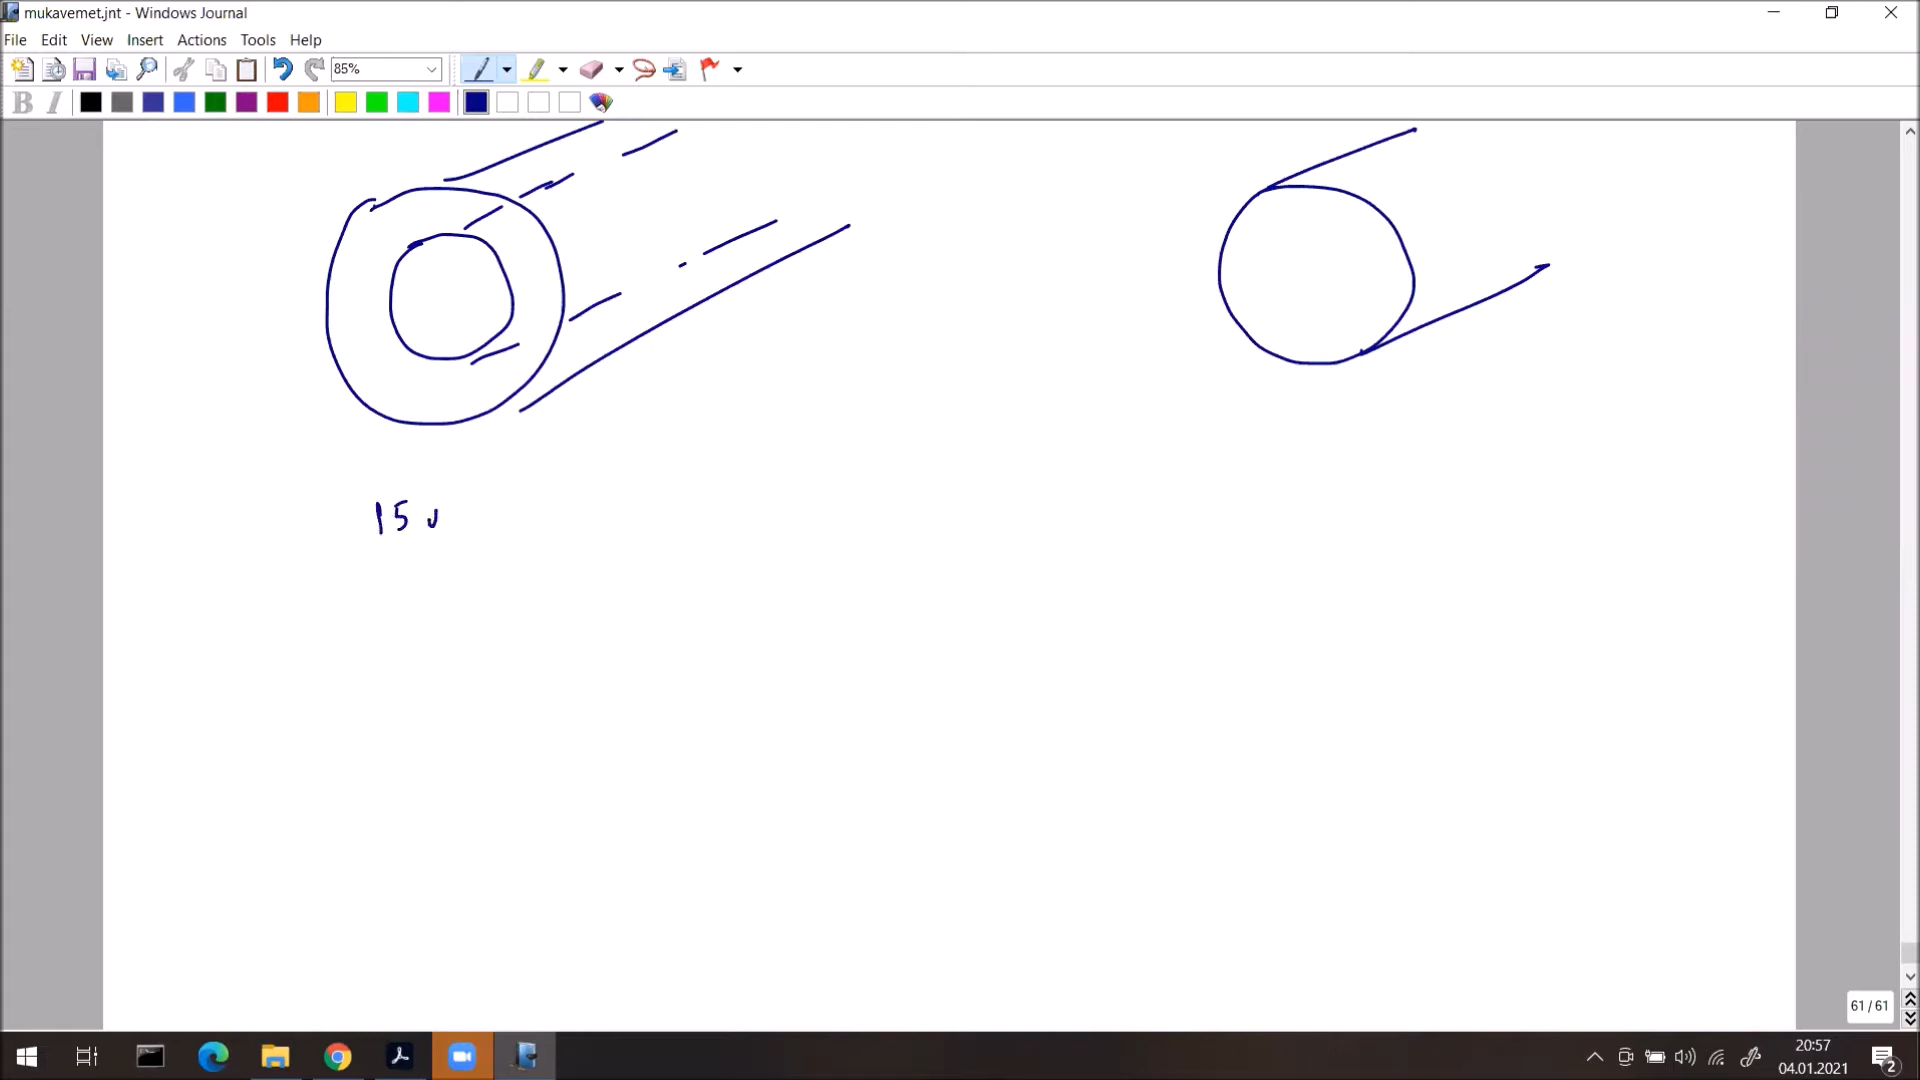 mukavemet.jnt - Windows Journal
File Edit View Insert Actions Tools Help
85%
B I
15
61 / 61
20:57
04.01.2021
2